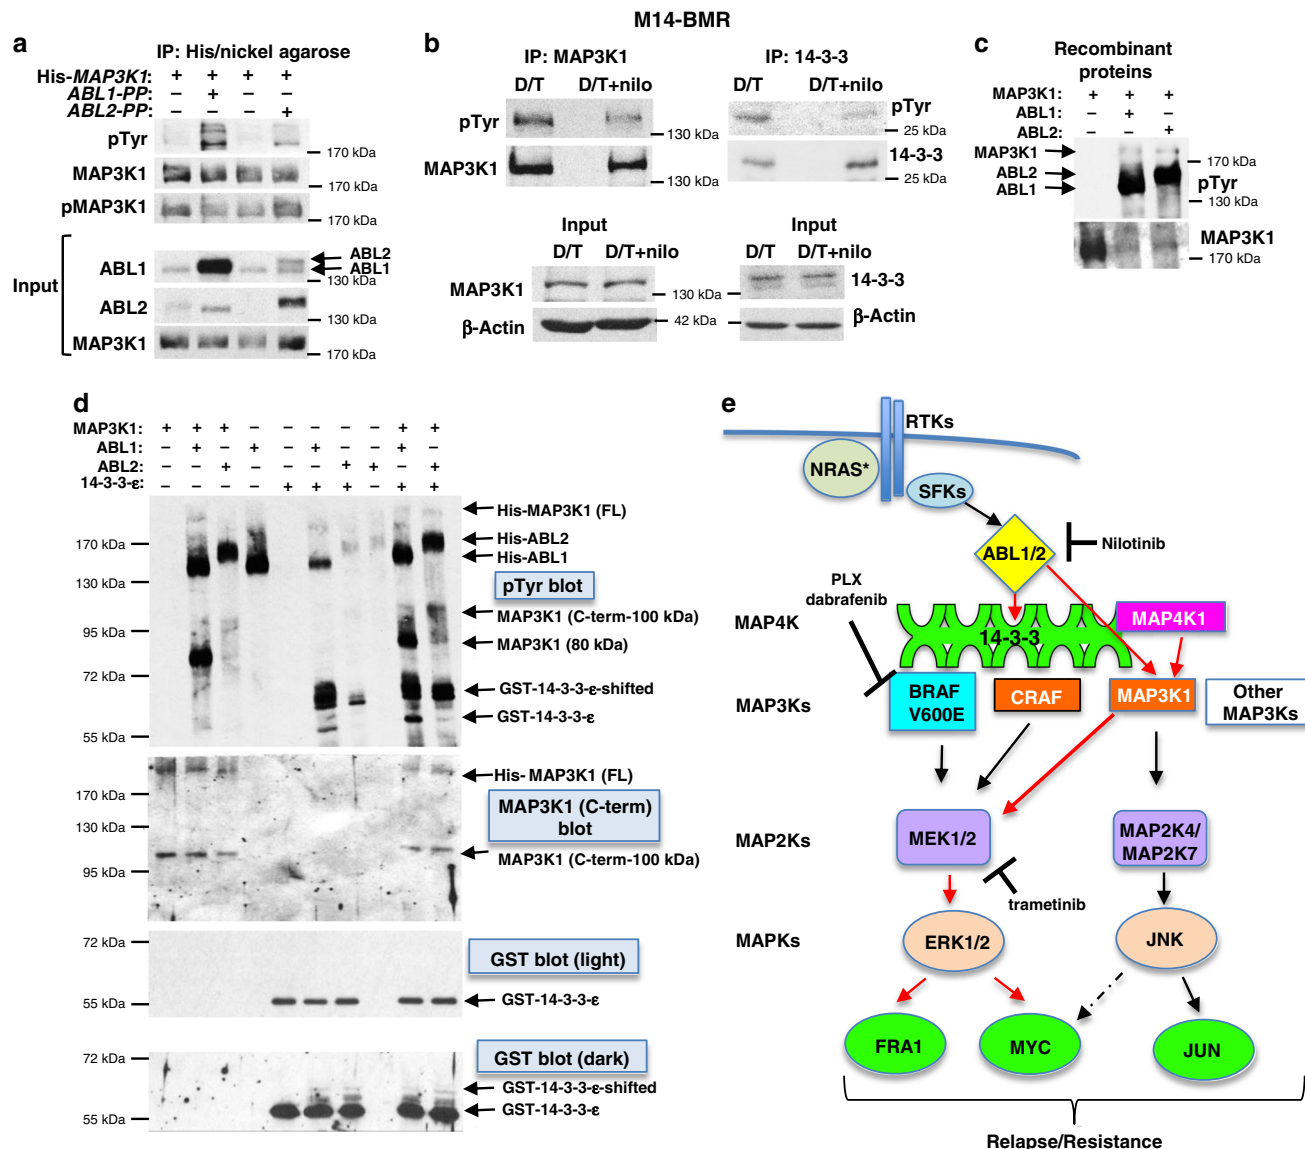 M14-BMR
a
IP: His/nickel agarose
His-MAP3K1: + + + +
ABL1-PP: – + – –
ABL2-PP: – – – +
pTyr
170 kDa
MAP3K1
170 kDa
pMAP3K1
170 kDa
Input
ABL1
ABL2
ABL1
130 kDa
ABL2
130 kDa
MAP3K1
170 kDa
b
IP: MAP3K1
IP: 14-3-3
D/T D/T+nilo
D/T D/T+nilo
pTyr
130 kDa
pTyr
25 kDa
MAP3K1
130 kDa
14-3-3
25 kDa
Input
Input
D/T D/T+nilo
D/T D/T+nilo
MAP3K1
130 kDa
14-3-3
β-Actin
42 kDa
β-Actin
c
Recombinant
proteins
MAP3K1: + + +
ABL1: – + –
ABL2: – – +
MAP3K1
ABL2
ABL1
170 kDa
pTyr
130 kDa
MAP3K1
170 kDa
d
MAP3K1: + + + – – – – – + +
ABL1: – + – + – + – – + –
ABL2: – – + – – – + + – +
14-3-3-ε: – – – – + + + – + +
His-MAP3K1 (FL)
170 kDa
His-ABL2
His-ABL1
130 kDa
pTyr blot
MAP3K1 (C-term-100 kDa)
95 kDa
MAP3K1 (80 kDa)
72 kDa
GST-14-3-3-ε-shifted
GST-14-3-3-ε
55 kDa
His- MAP3K1 (FL)
170 kDa
MAP3K1 (C-term)
blot
130 kDa
MAP3K1 (C-term-100 kDa)
95 kDa
72 kDa
GST blot (light)
55 kDa
GST-14-3-3-ε
GST blot (dark)
72 kDa
GST-14-3-3-ε-shifted
GST-14-3-3-ε
55 kDa
e
RTKs
NRAS*
SFKs
ABL1/2
Nilotinib
PLX
dabrafenib
MAP4K
14-3-3
MAP4K1
MAP3Ks
BRAF
V600E
CRAF
MAP3K1
Other
MAP3Ks
MAP2Ks
MEK1/2
MAP2K4/
MAP2K7
trametinib
MAPKs
ERK1/2
JNK
FRA1
MYC
JUN
Relapse/Resistance